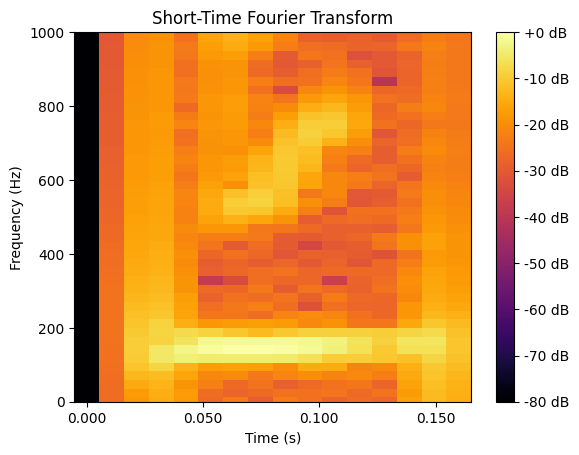 Short-Time Fourier Transform
1000
800
600
400
200
0
Frequency (Hz)
0.000
0.050
0.100
0.150
Time (s)
+0 dB
-10 dB
-20 dB
-30 dB
-40 dB
-50 dB
-60 dB
-70 dB
-80 dB